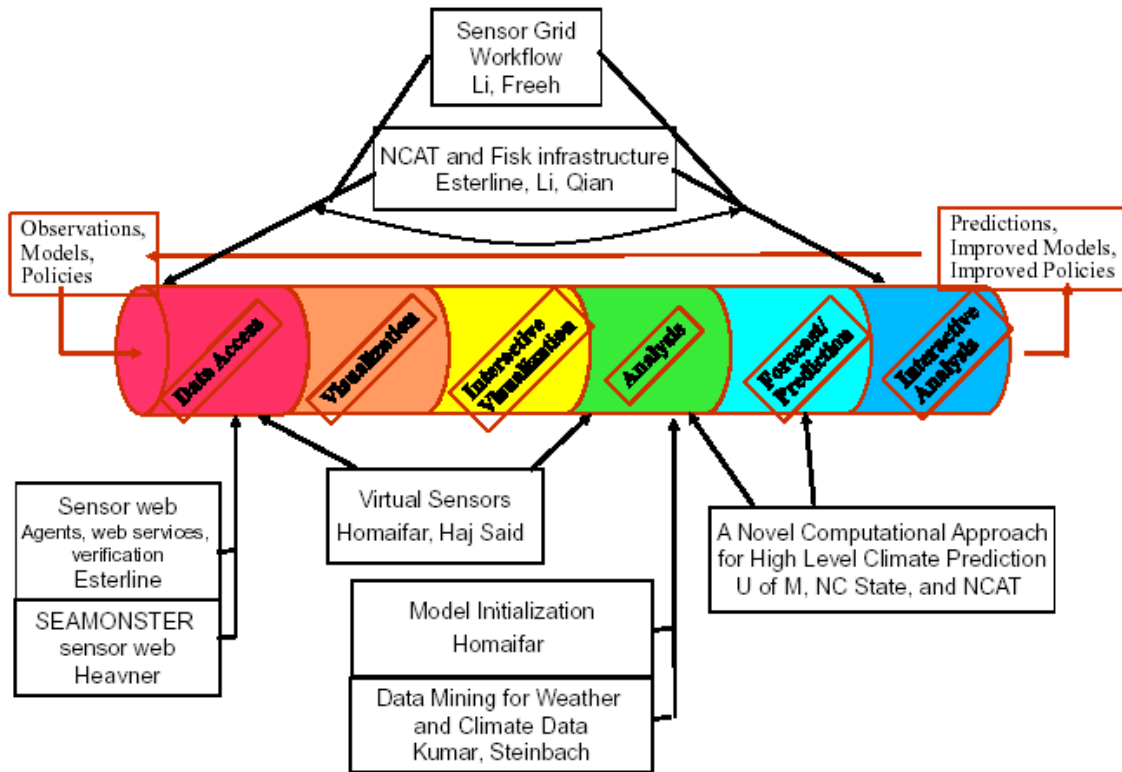 Sensor Grid
Workflow
Li, Freeh
NCAT and Fisk infrastructure
Esterline, Li, Qian
Observations,
Models,
Policies
Predictions,
Improved Models,
Improved Policies
Data Access
Visualization
Interactive
Visualization
Analysis
Forecast/
Prediction
Interactive
Analysis
Sensor web
Agents, web services,
verification
Esterline
SEAMONSTER
sensor web
Heavner
Virtual Sensors
Homaifar, Haj Said
Model Initialization
Homaifar
Data Mining for Weather
and Climate Data
Kumar, Steinbach
A Novel Computational Approach
for High Level Climate Prediction
U of M, NC State, and NCAT